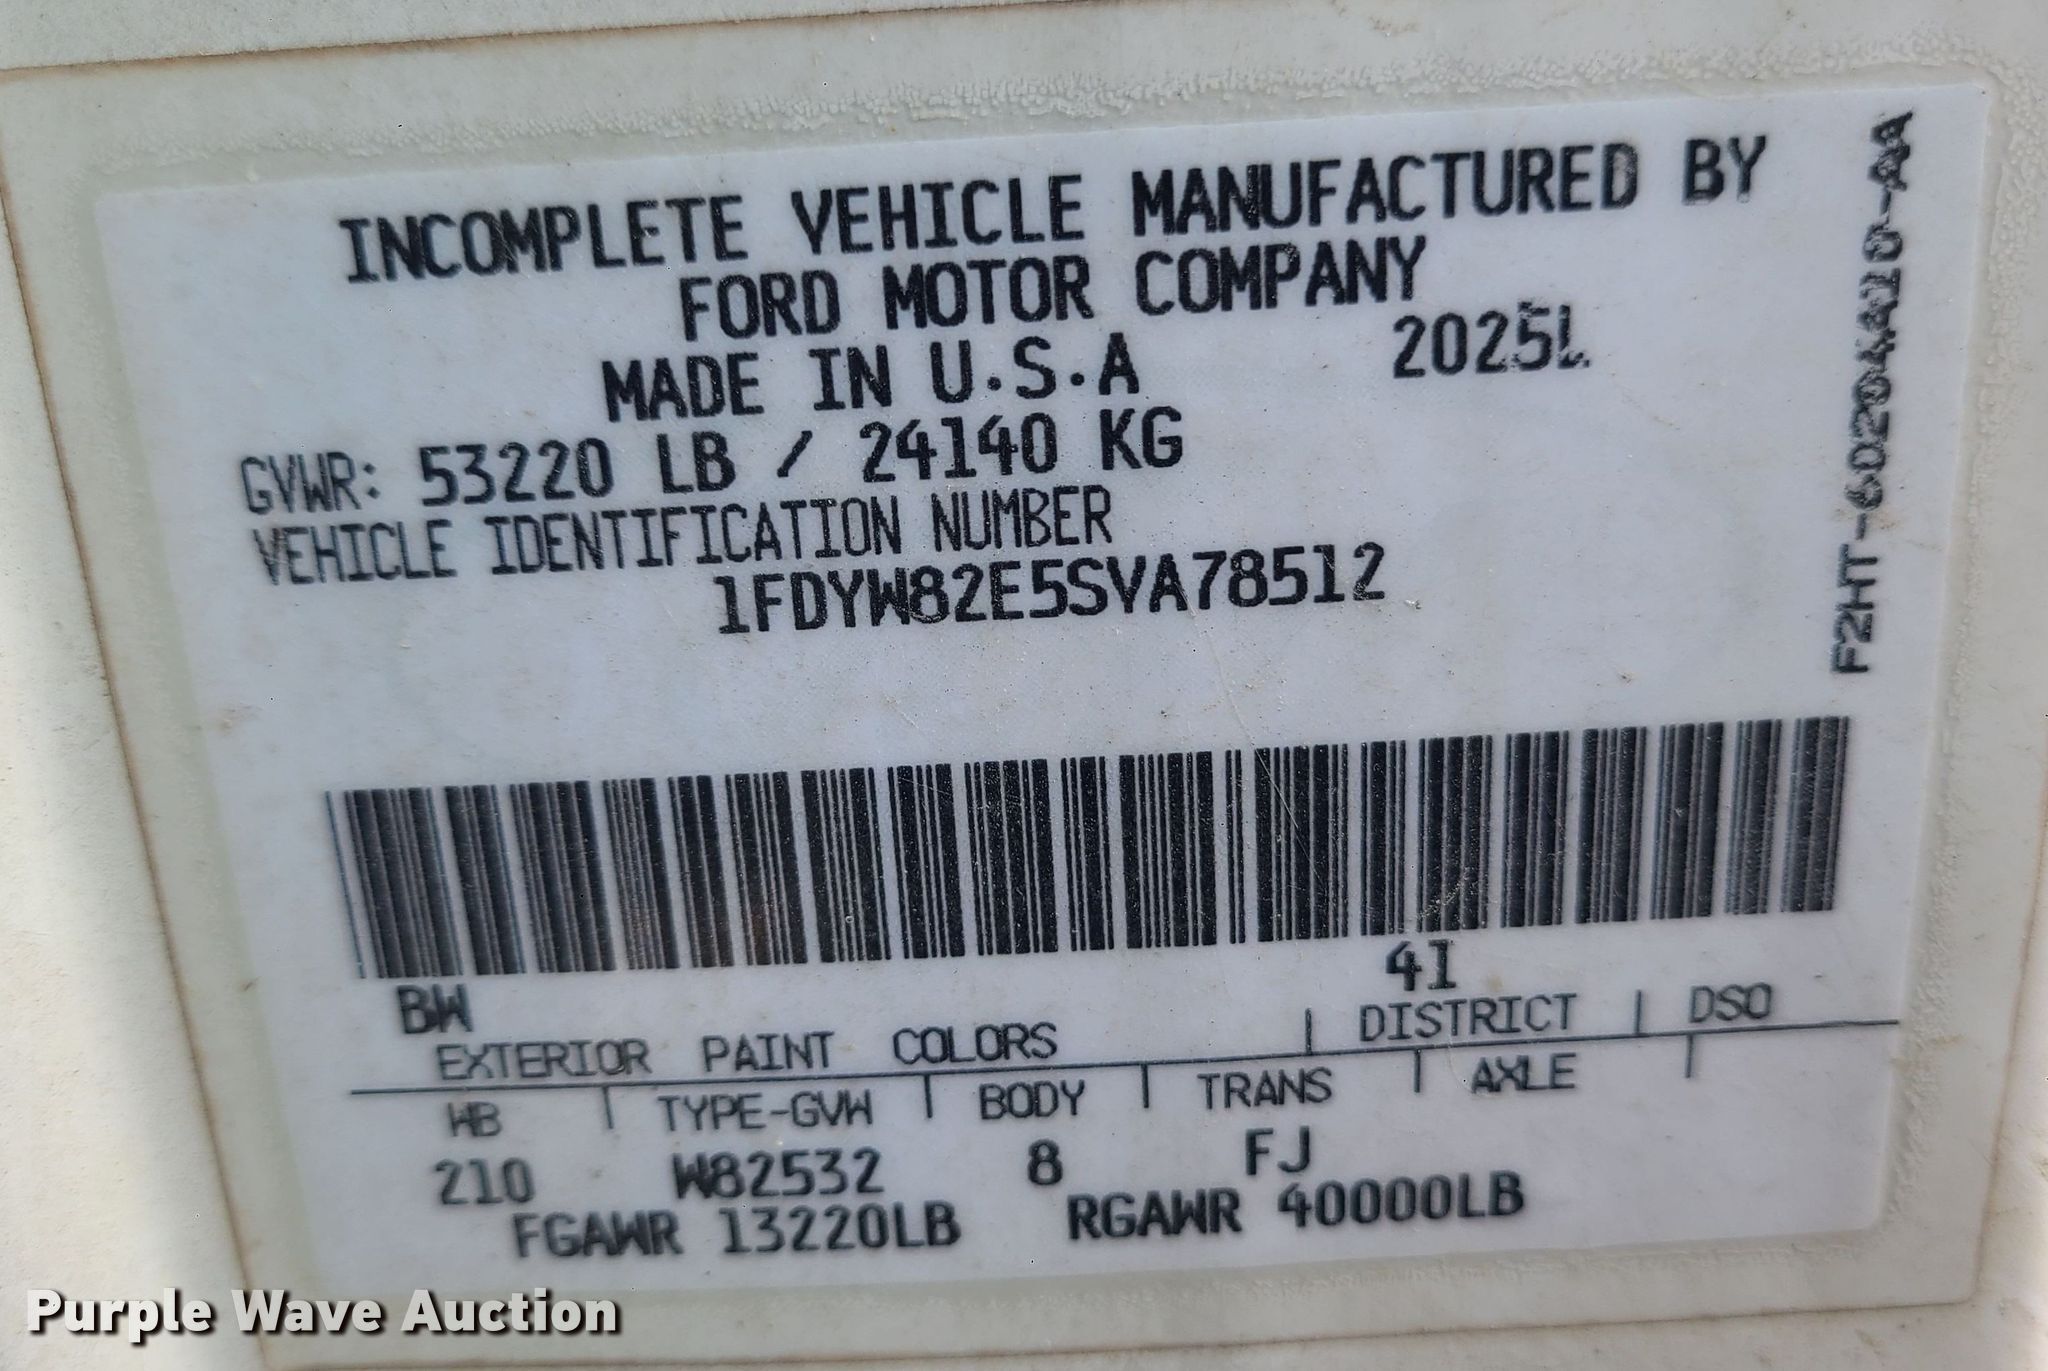 INCOMPLETE VEHICLE MANUFACTURED BY
FORD MOTOR COMPANY
MADE IN U.S.A 2025L
GVWR: 53220 LB / 24140 KG
VEHICLE IDENTIFICATION NUMBER
1FDYW82E5SVA78512
F2HT-60204A10-AA
BW 41
EXTERIOR PAINT COLORS | DISTRICT | DSO
WB | TYPE-GVW | BODY | TRANS | AXLE |
210 W82532 8 FJ
FGAWR 13220LB RGAWR 40000LB
Purple Wave Auction